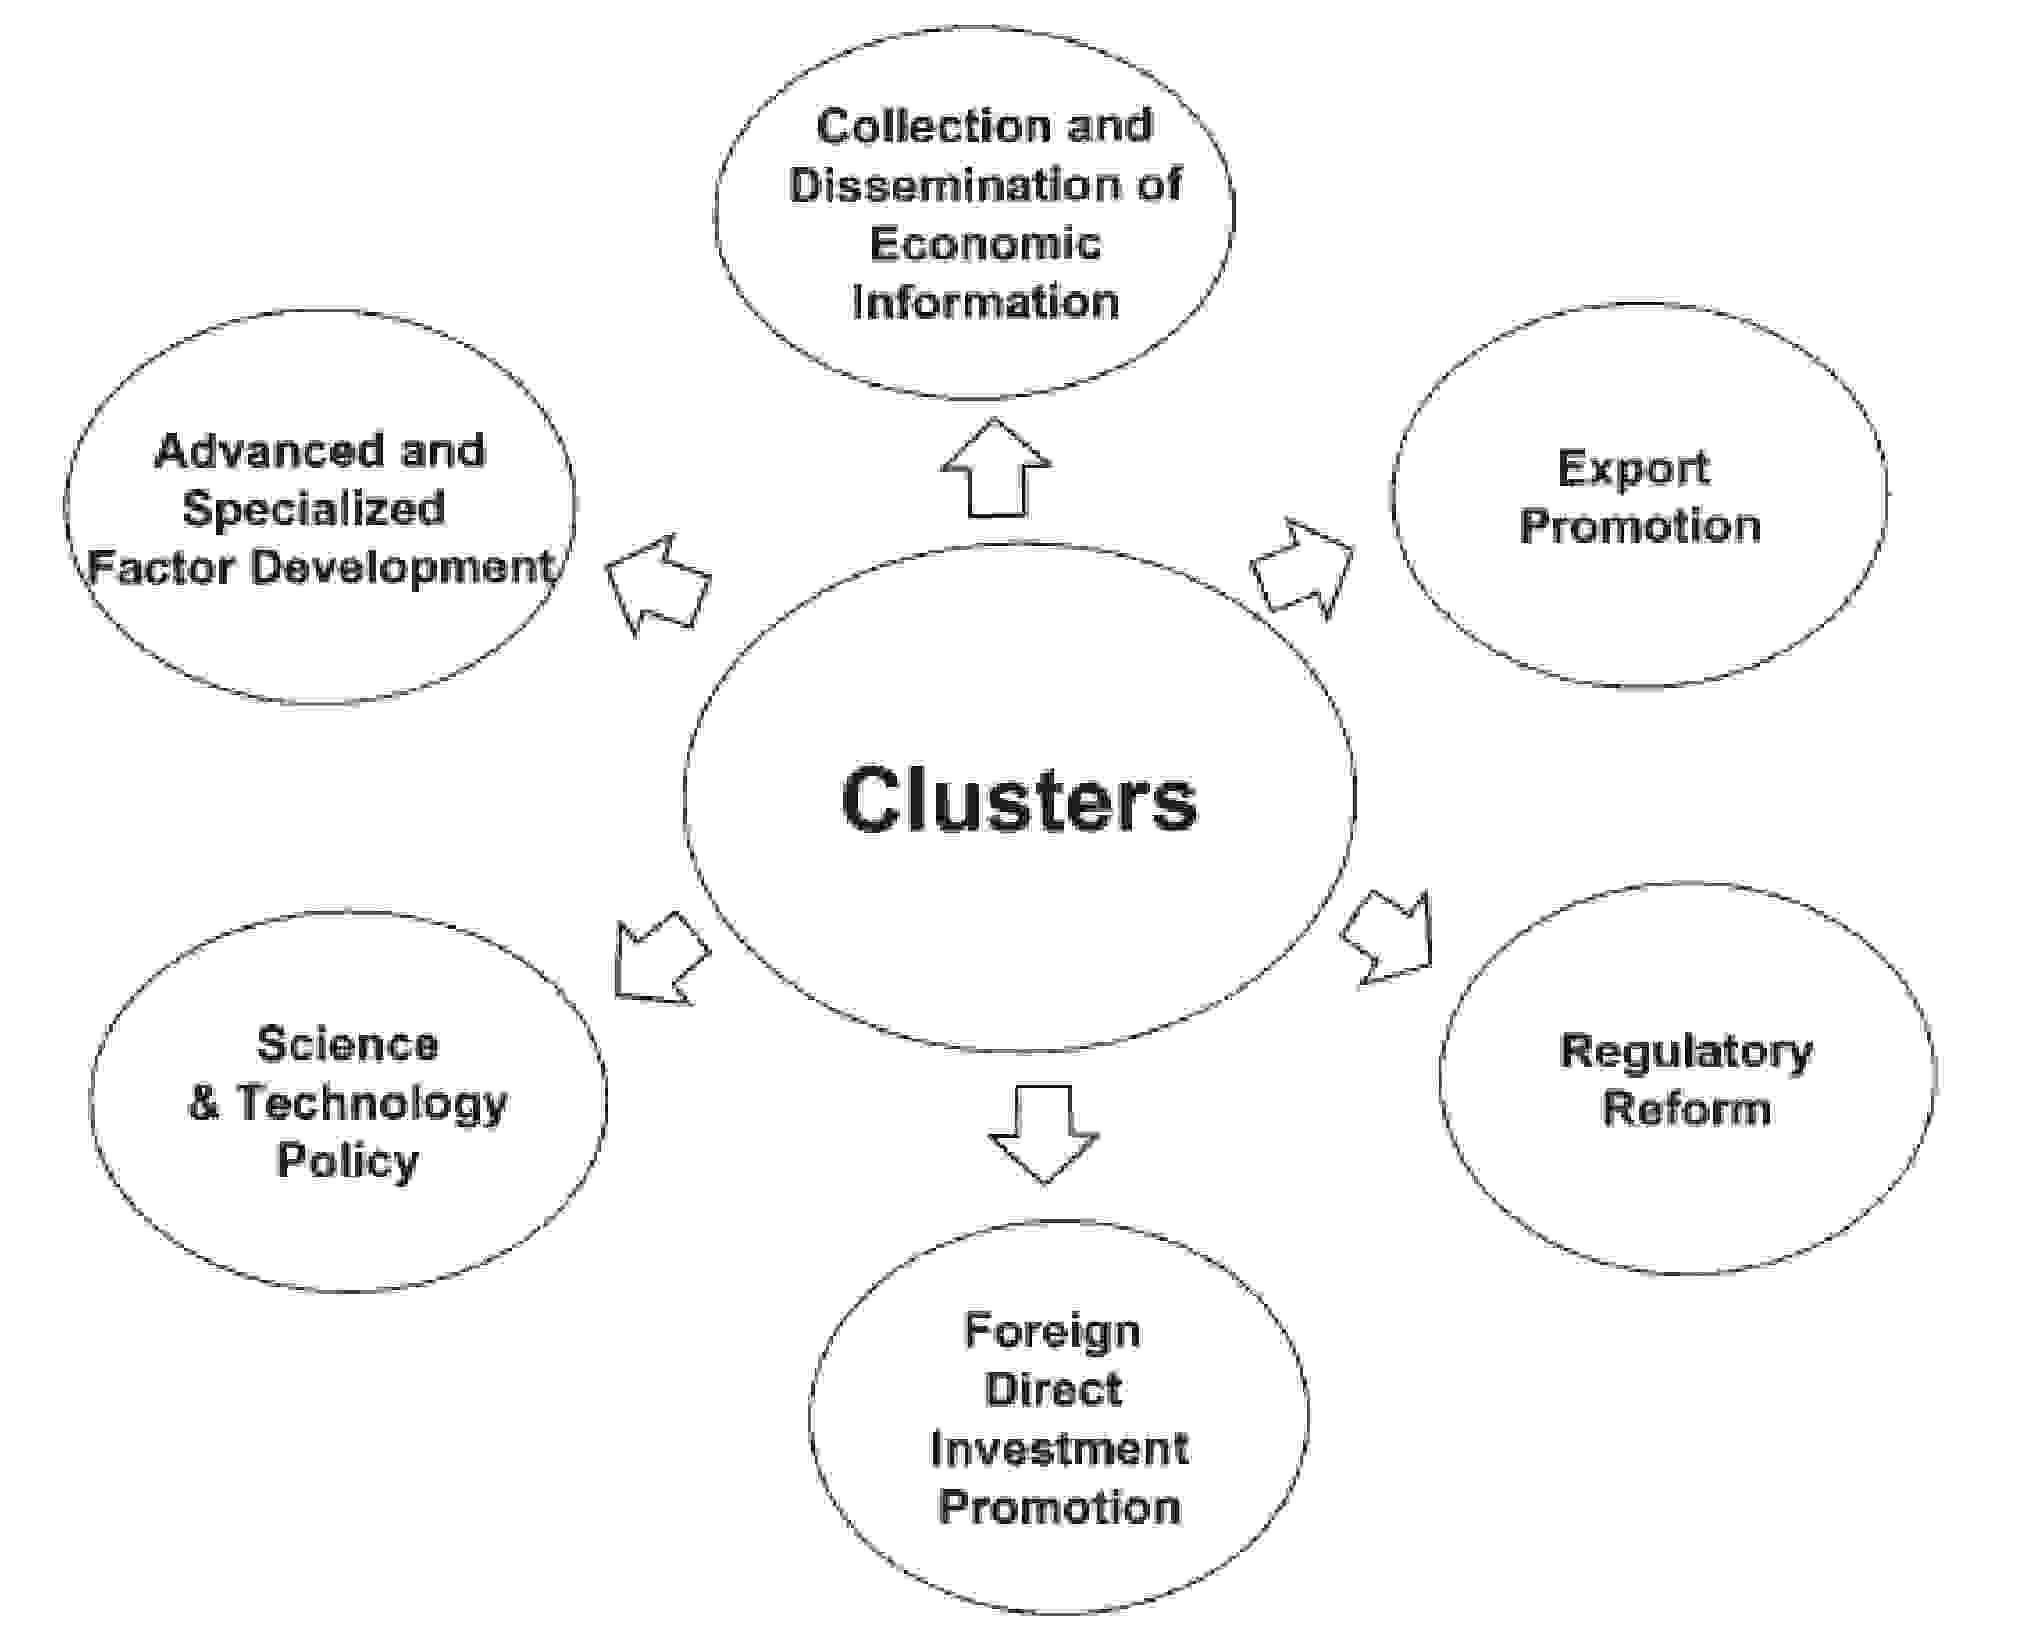 Collection and
Dissemination of
Economic
Information
Advanced and
Specialized
Factor Development
Export
Promotion
Clusters
Science
& Technology
Policy
Regulatory
Reform
Foreign
Direct
Investment
Promotion